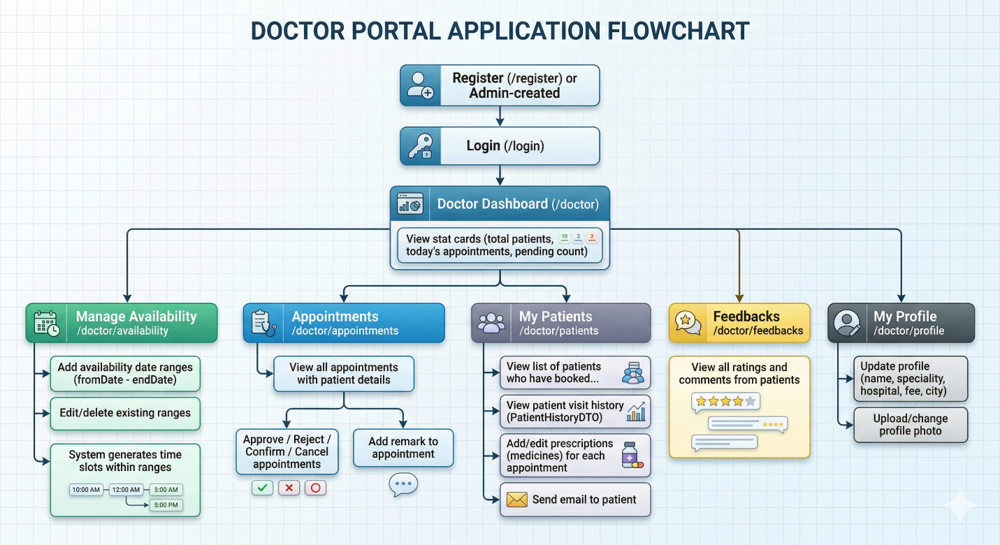 DOCTOR PORTAL APPLICATION FLOWCHART
Register (/register) or
Admin-created
Login (/login)
Doctor Dashboard (/doctor)
View stat cards (total patients, 10 3 2
today's appointments, pending count)
Manage Availability
/doctor/availability
Add availability date ranges
(fromDate - endDate)
Edit/delete existing ranges
System generates time
slots within ranges
10:00 AM 12:00 AM 5:00 AM
5:00 PM
Appointments
/doctor/appointments
View all appointments
with patient details
Approve / Reject /
Confirm / Cancel
appointments
Add remark to
appointment
My Patients
/doctor/patients
View list of patients
who have booked...
View patient visit history
(PatientHistoryDTO)
Add/edit prescriptions
(medicines) for each
appointment
Send email to patient
Feedbacks
/doctor/feedbacks
View all ratings and
comments from patients
My Profile
/doctor/profile
Update profile
(name, speciality,
hospital, fee, city)
Upload/change
profile photo